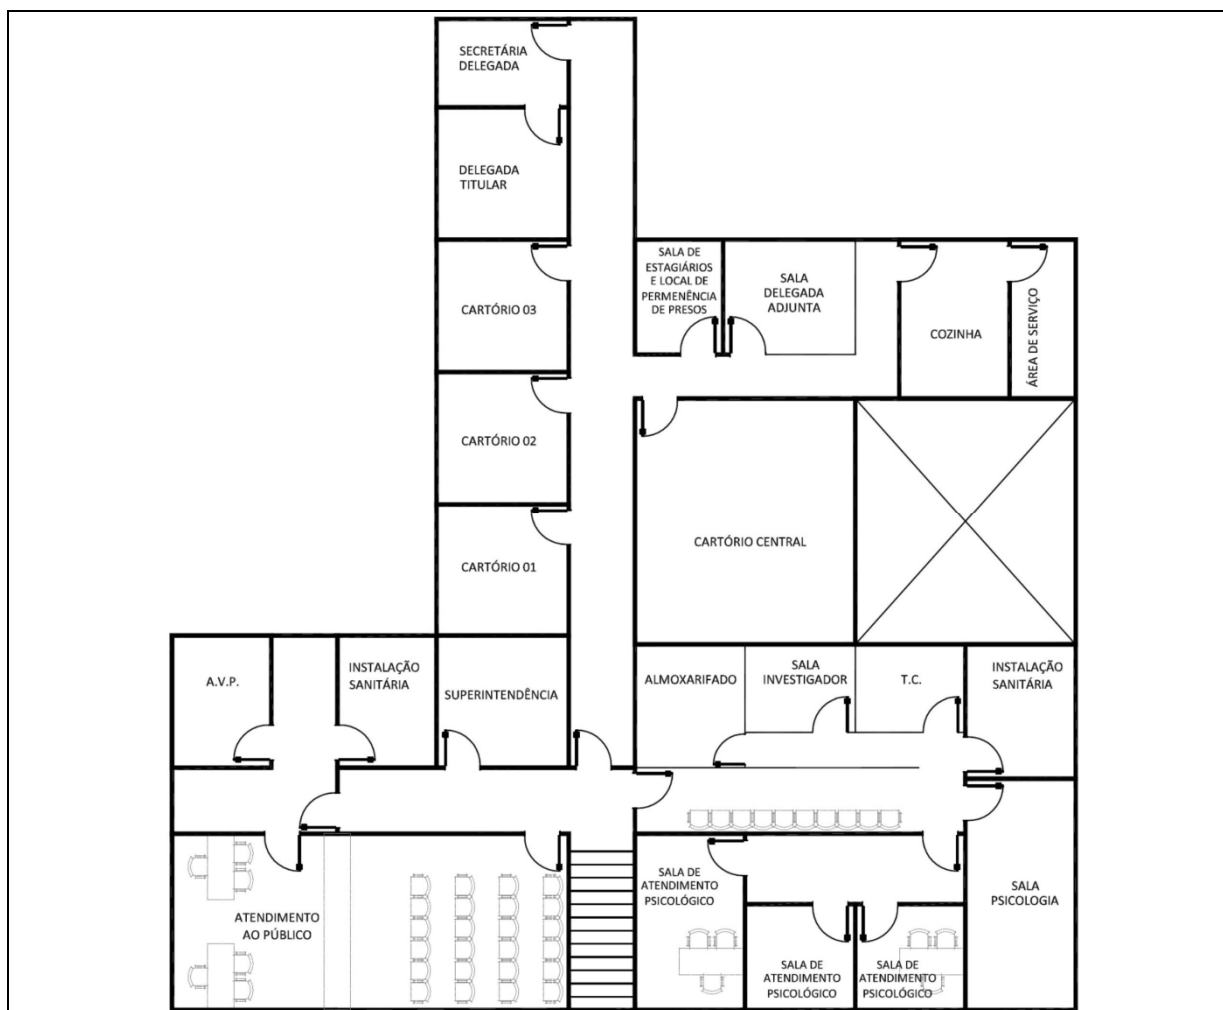 SECRETÁRIA
DELEGADA
DELEGADA
TITULAR
CARTÓRIO 03
SALA DE
ESTAGIÁRIOS
E LOCAL DE
PERMENÊNCIA
DE PRESOS
SALA
DELEGADA
ADJUNTA
COZINHA
ÁREA DE SERVIÇO
CARTÓRIO 02
CARTÓRIO 01
CARTÓRIO CENTRAL
A.V.P.
INSTALAÇÃO
SANITÁRIA
SUPERINTENDÊNCIA
ALMOXARIFADO
SALA
INVESTIGADOR
T.C.
INSTALAÇÃO
SANITÁRIA
ATENDIMENTO
AO PÚBLICO
SALA DE
ATENDIMENTO
PSICOLÓGICO
SALA DE
ATENDIMENTO
PSICOLÓGICO
SALA DE
ATENDIMENTO
PSICOLÓGICO
SALA
PSICOLOGIA